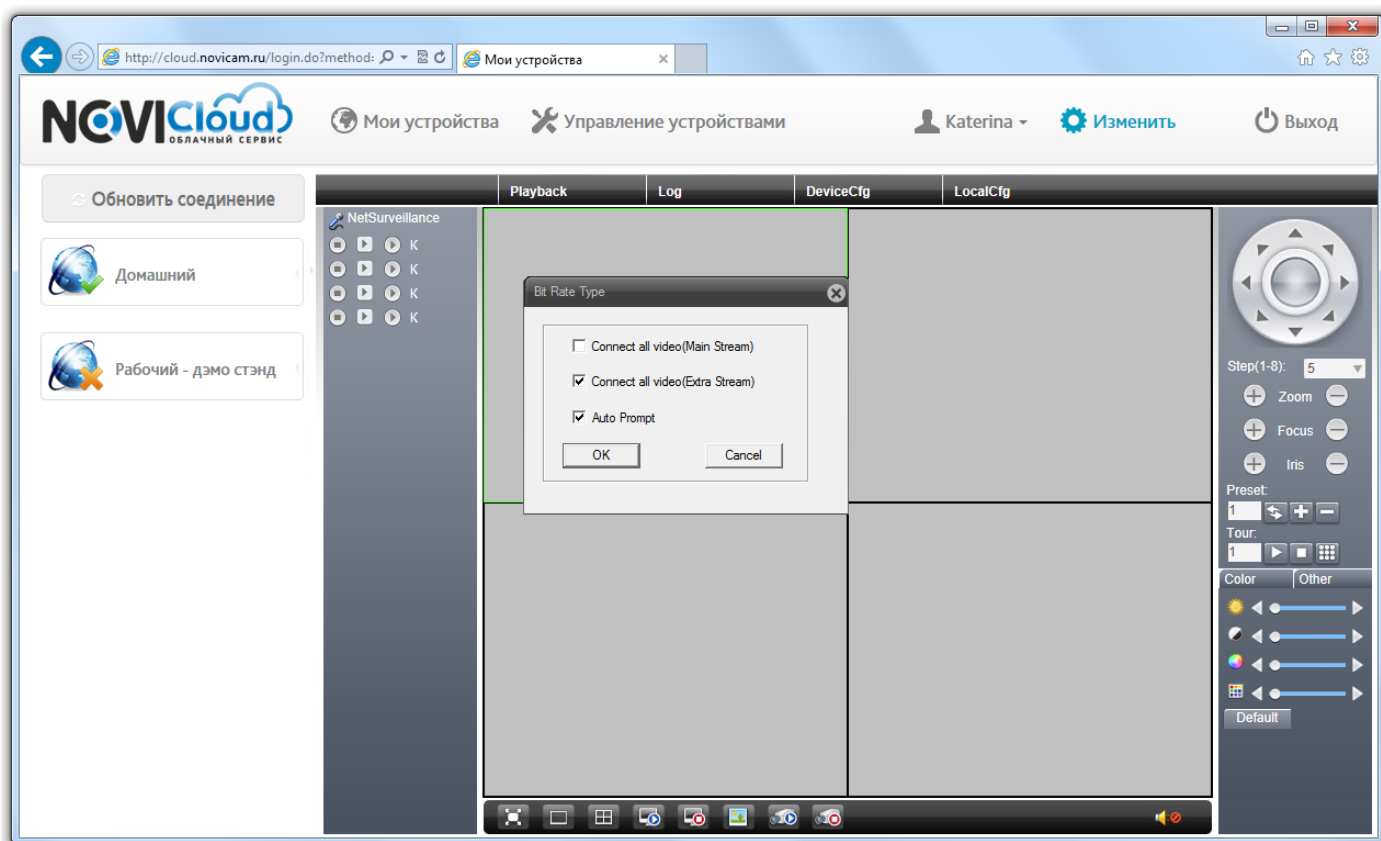 http://cloud.novicam.ru/login.do?method:
Мои устройства
NOVICloud
ОБЛАЧНЫЙ СЕРВИС
Мои устройства
Управление устройствами
Katerina
Изменить
Выход
Обновить соединение
Домашний
Рабочий - дэмо стэнд
Playback
Log
DeviceCfg
LocalCfg
NetSurveillance
К
К
К
К
Bit Rate Type
Connect all video(Main Stream)
Connect all video(Extra Stream)
Auto Prompt
OK
Cancel
Step(1-8):
5
Zoom
Focus
Iris
Preset:
1
Tour:
1
Color
Other
Default